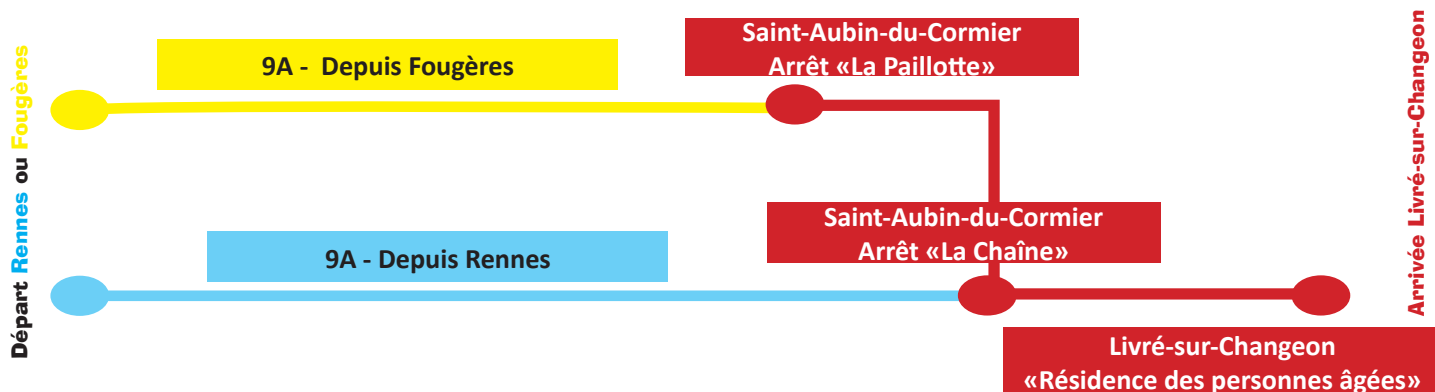 Départ Rennes ou Fougères
9A - Depuis Fougères
Saint-Aubin-du-Cormier
Arrêt «La Paillotte»
9A - Depuis Rennes
Saint-Aubin-du-Cormier
Arrêt «La Chaîne»
Livré-sur-Changeon
«Résidence des personnes âgées»
Arrivée Livré-sur-Changeon